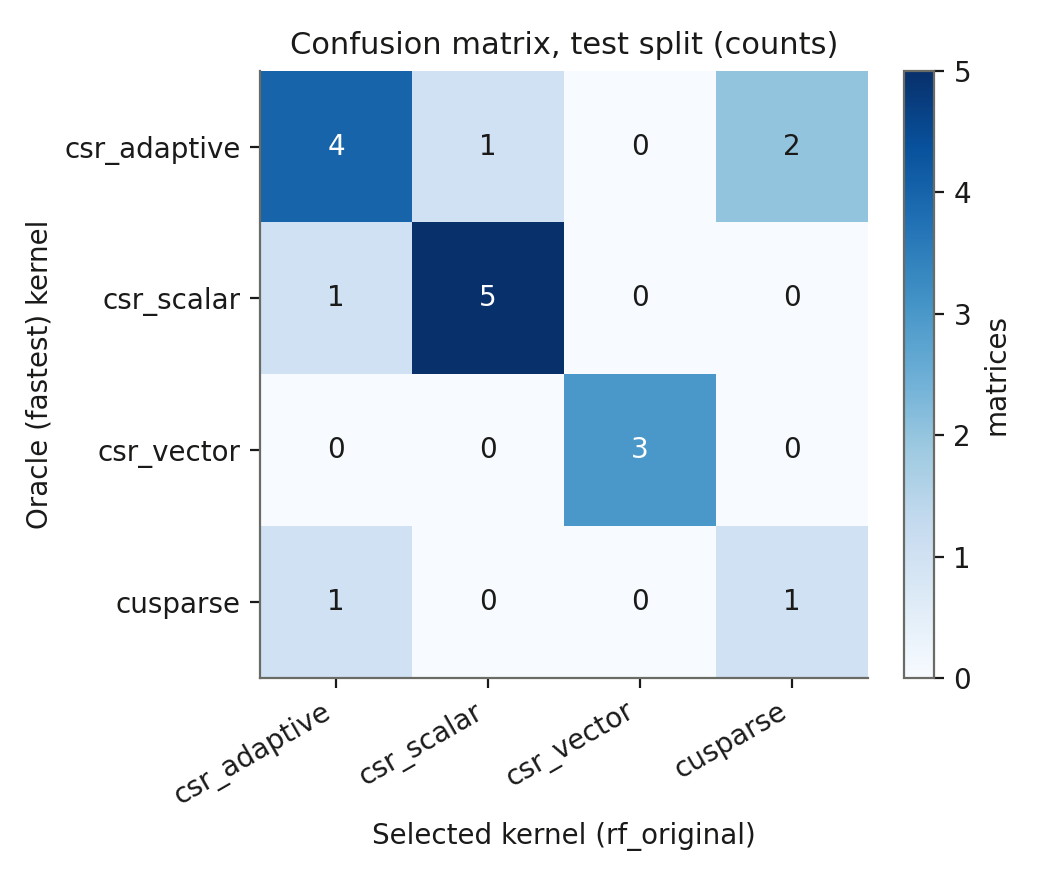 Confusion matrix, test split (counts)
Oracle (fastest) kernel
csr_adaptive 4 1 0 2
csr_scalar 1 5 0 0
csr_vector 0 0 3 0
cusparse 1 0 0 1
csr_adaptive csr_scalar csr_vector cusparse
Selected kernel (rf_original)
5
4
3
2
1
0
matrices